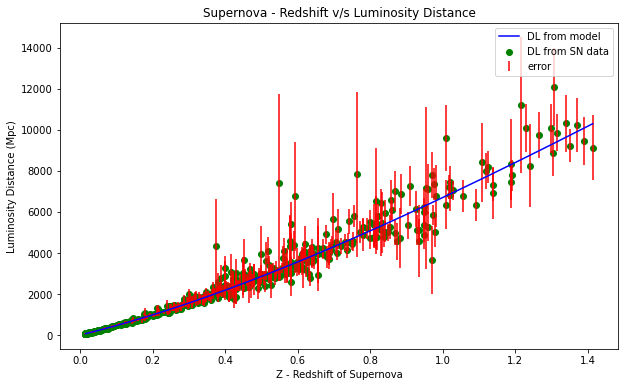 Supernova - Redshift v/s Luminosity Distance
DL from model
DL from SN data
error
Luminosity Distance (Mpc)
14000
12000
10000
8000
6000
4000
2000
0
0.0 0.2 0.4 0.6 0.8 1.0 1.2 1.4
Z - Redshift of Supernova